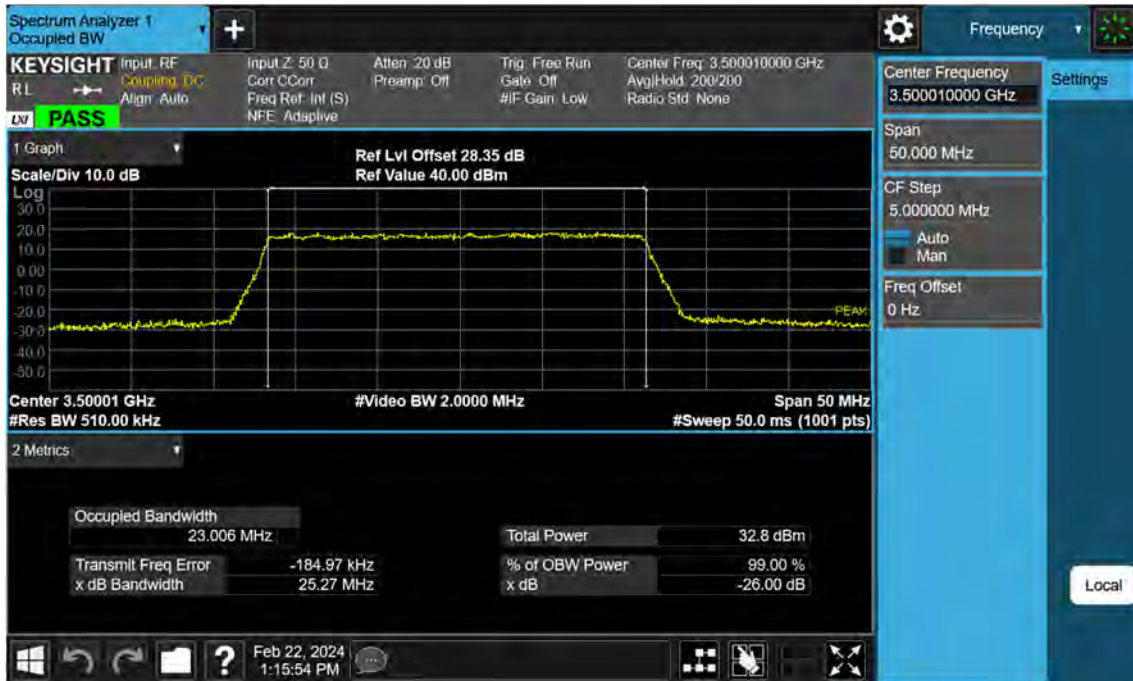 Spectrum Analyzer 1
Occupied BW
+
Frequency
KEYSIGHT Input: RF Input Z: 50 Ω Atten: 20 dB Trig: Free Run Center Freq: 3.500010000 GHz
RL Coupling: DC Corr CCorr Preamp: Off Gate: Off Avg|Hold: 200/200
Align: Auto Freq Ref: Int (S) #IF Gain: Low Radio Std: None
LXI PASS NFE: Adaptive
1 Graph
Ref Lvl Offset 28.35 dB
Scale/Div 10.0 dB Ref Value 40.00 dBm
Log
30.0
20.0
10.0
0.00
-10.0
-20.0
PEAK
-30.0
-40.0
-50.0
Center 3.50001 GHz #Video BW 2.0000 MHz Span 50 MHz
#Res BW 510.00 kHz #Sweep 50.0 ms (1001 pts)
2 Metrics
Occupied Bandwidth
23.006 MHz Total Power 32.8 dBm
Transmit Freq Error -184.97 kHz % of OBW Power 99.00 %
x dB Bandwidth 25.27 MHz x dB -26.00 dB
Center Frequency
3.500010000 GHz
Settings
Span
50.000 MHz
CF Step
5.000000 MHz
Auto
Man
Freq Offset
0 Hz
Local
?
Feb 22, 2024
1:15:54 PM